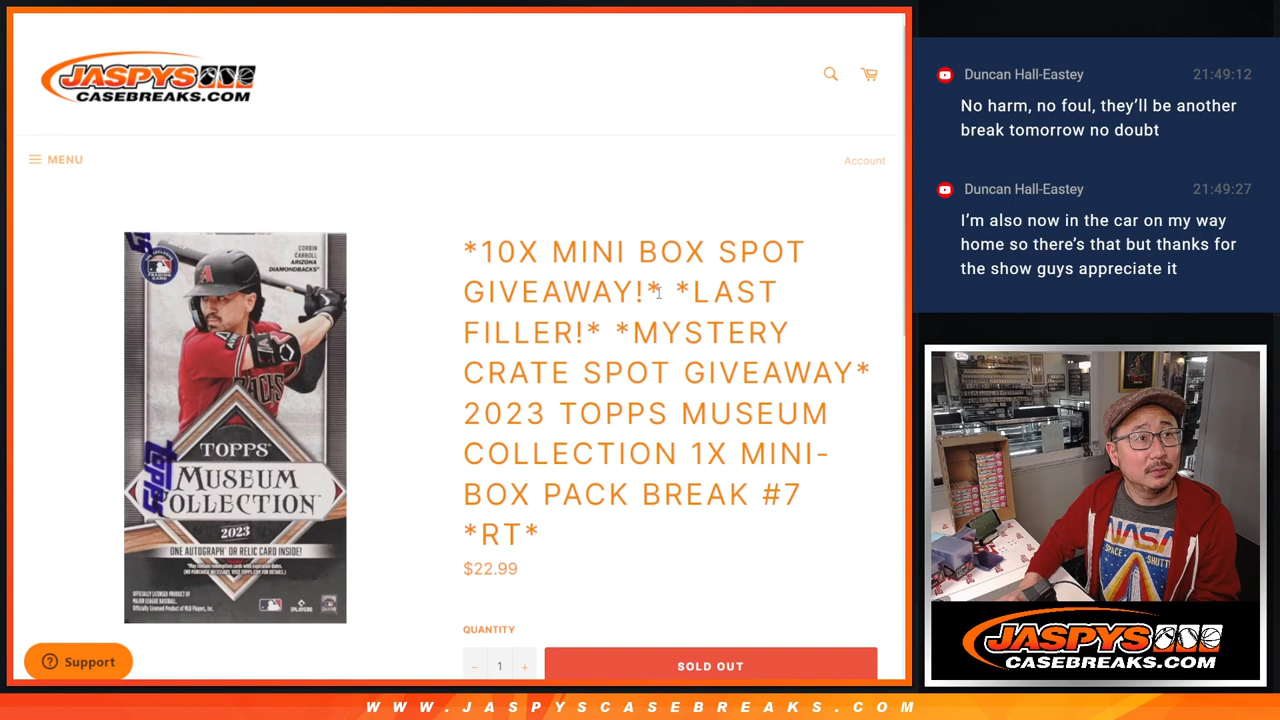 JASPYS
CASEBREAKS.COM
MENU
Account
CORBIN
CARROLL
ARIZONA
DIAMONDBACKS
topps
TOPPS
MUSEUM
COLLECTION
2023
ONE AUTOGRAPH OR RELIC CARD INSIDE!
*10X MINI BOX SPOT
GIVEAWAY!* *LAST
FILLER!* *MYSTERY
CRATE SPOT GIVEAWAY*
2023 TOPPS MUSEUM
COLLECTION 1X MINI-
BOX PACK BREAK #7
*RT*
$22.99
QUANTITY
− 1 +
SOLD OUT
Support
Duncan Hall-Eastey 21:49:12
No harm, no foul, they’ll be another
break tomorrow no doubt
Duncan Hall-Eastey 21:49:27
I’m also now in the car on my way
home so there’s that but thanks for
the show guys appreciate it
NASA
SPACE SHUTTLE
JASPYS
CASEBREAKS.COM
WWW.JASPYSCASEBREAKS.COM